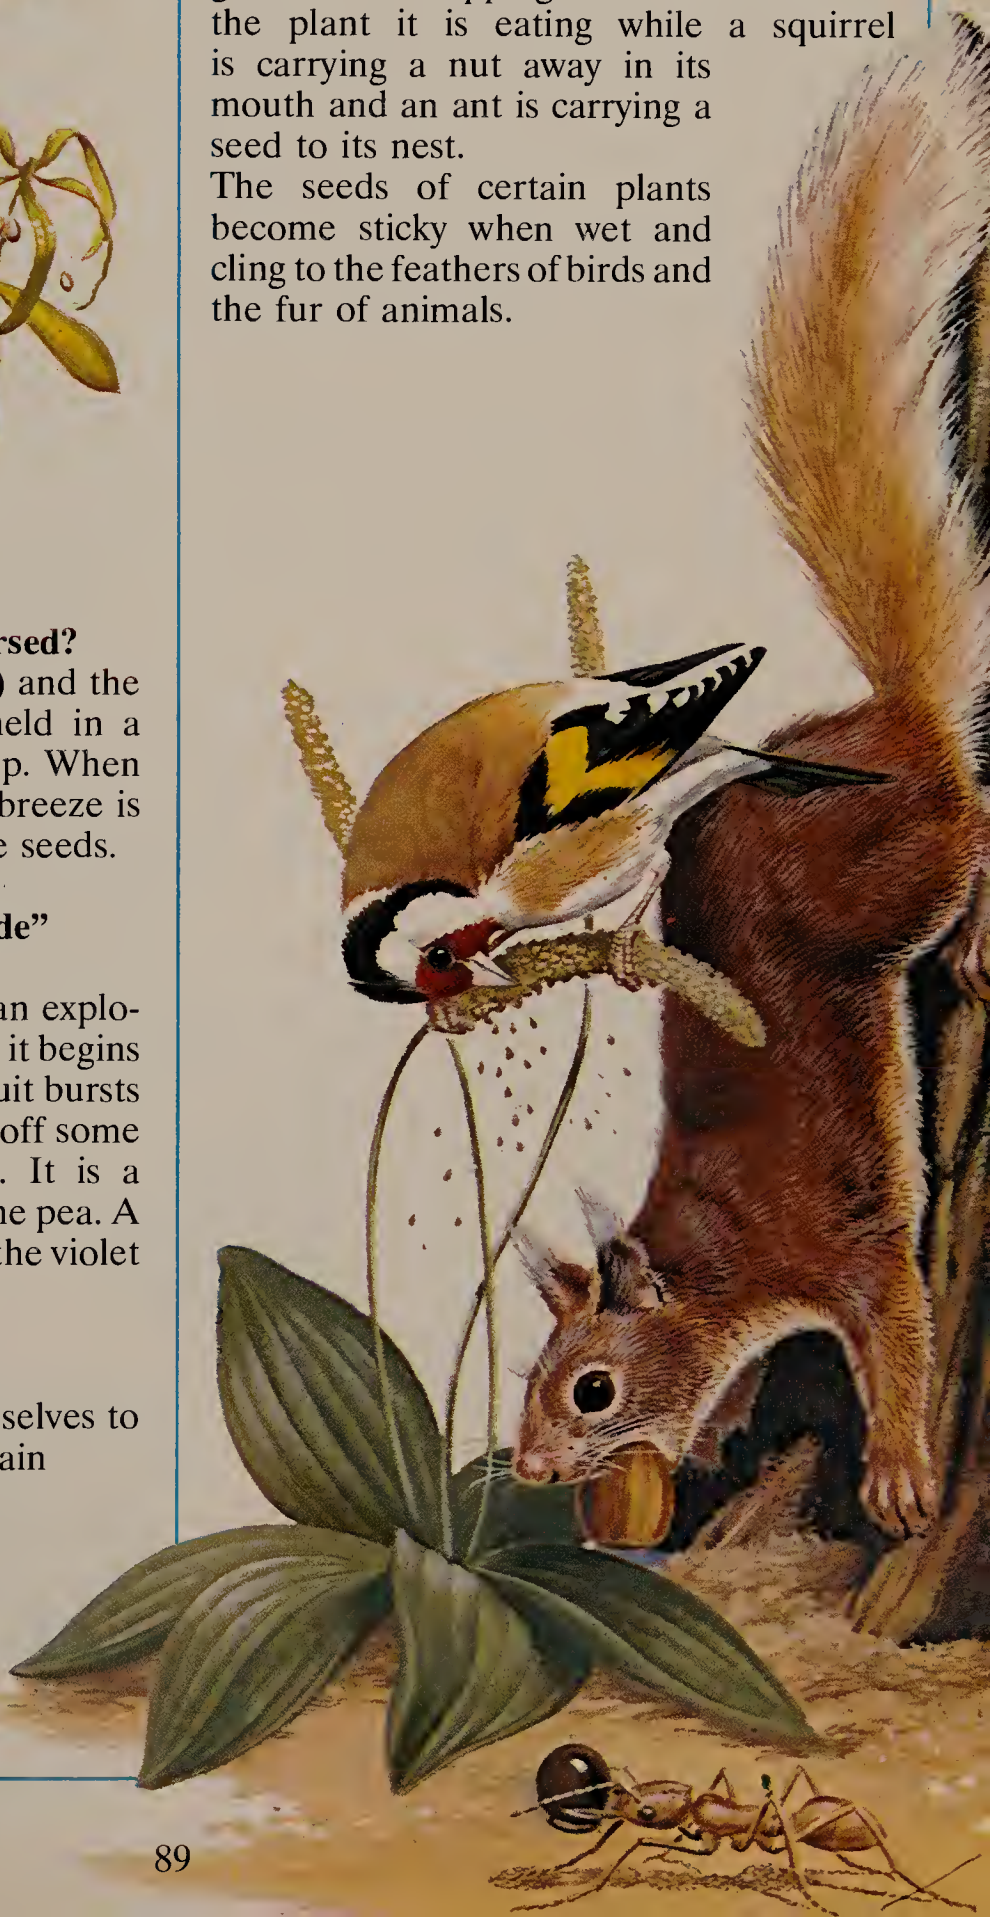 rsed?
) and the
held in a
p. When
breeze is
e seeds.
de”
an explo-
it begins
uit bursts
off some
. It is a
he pea. A
the violet
selves to
ain
the plant it is eating while a squirrel
is carrying a nut away in its
mouth and an ant is carrying a
seed to its nest.
The seeds of certain plants
become sticky when wet and
cling to the feathers of birds and
the fur of animals.
89